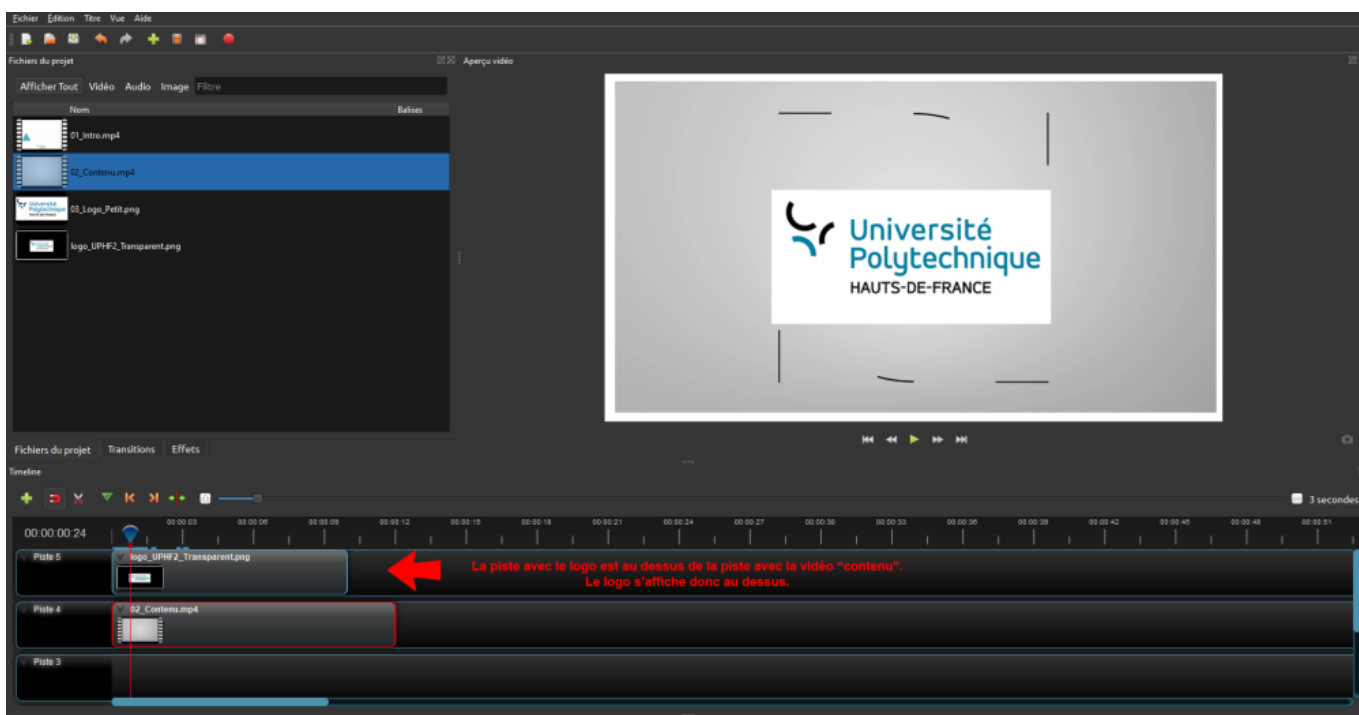 Fichier Édition Titre Vue Aide
Fichiers du projet
Aperçu vidéo
Afficher Tout Vidéo Audio Image Filtre
Nom Balises
01_Intro.mp4
02_Contenu.mp4
03_Logo_Petit.png
logo_UPHF2_Transparent.png
Université
Polytechnique
HAUTS-DE-FRANCE
Fichiers du projet Transitions Effets
Timeline
3 secondes
00:00:00:24
00:00:03 00:00:06 00:00:09 00:00:12 00:00:15 00:00:18 00:00:21 00:00:24 00:00:27 00:00:30 00:00:33 00:00:36 00:00:39 00:00:42 00:00:45 00:00:48 00:00:51
Piste 5 logo_UPHF2_Transparent.png
La piste avec le logo est au dessus de la piste avec la vidéo “contenu”.
Le logo s’affiche donc au dessus.
Piste 4 02_Contenu.mp4
Piste 3